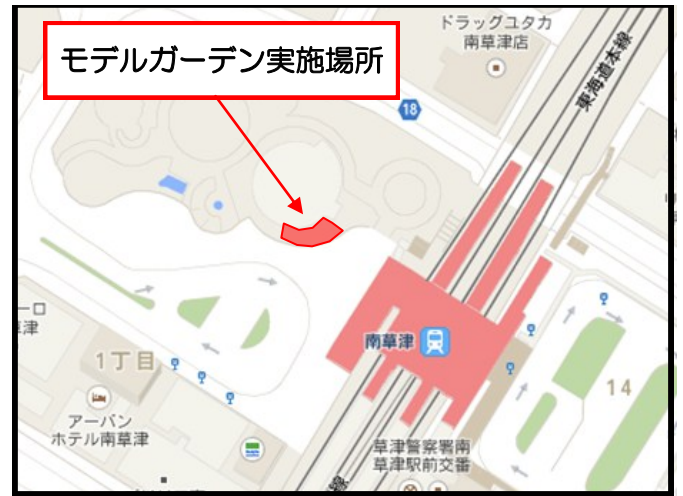 モデルガーデン実施場所
ドラッグユタカ
南草津店
東海道本線
18
南草津
1丁目
14
アーバン
ホテル南草津
草津警察署南
草津駅前交番